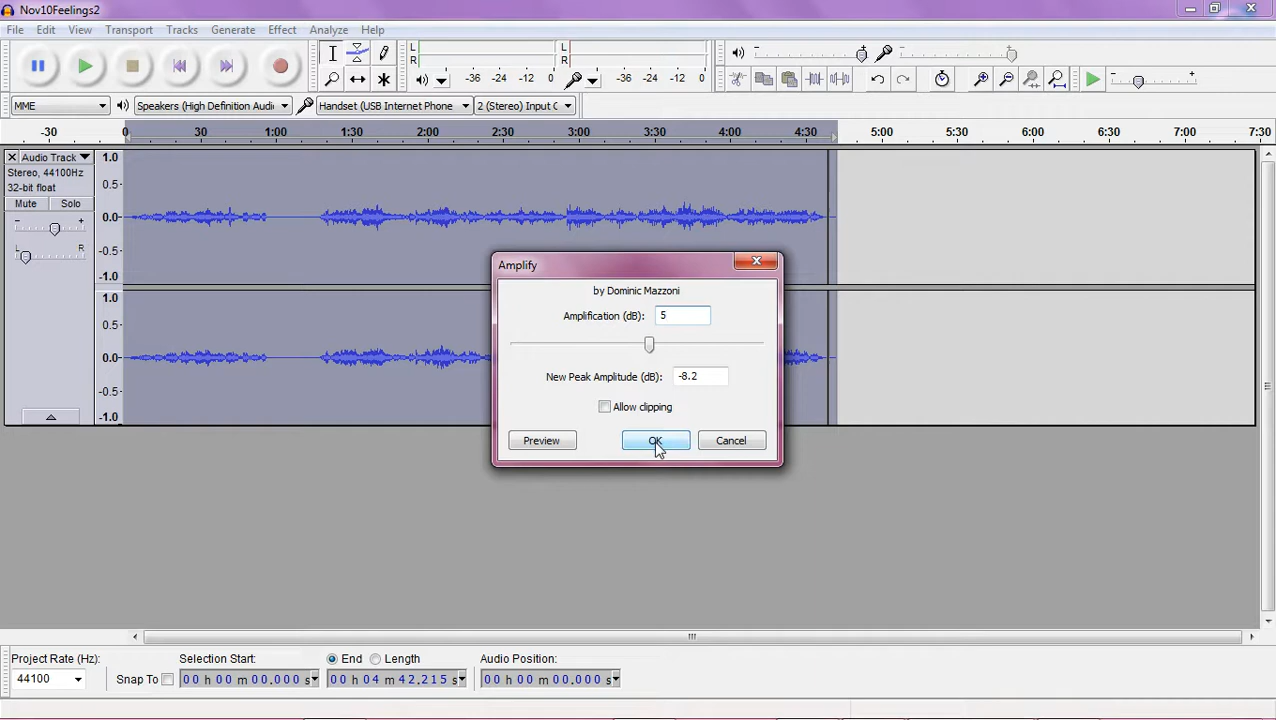 Nov10Feelings2
File Edit View Transport Tracks Generate Effect Analyze Help
L
R
-36 -24 -12 0
L
R
-36 -24 -12 0
MME
Speakers (High Definition Audi
Handset (USB Internet Phone
2 (Stereo) Input C
-30 0 30 1:00 1:30 2:00 2:30 3:00 3:30 4:00 4:30 5:00 5:30 6:00 6:30 7:00 7:30
Audio Track
Stereo, 44100Hz
32-bit float
Mute Solo
- +
L R
1.0
0.5-
0.0-
-0.5-
-1.0
1.0
0.5-
0.0-
-0.5-
-1.0
Amplify
by Dominic Mazzoni
Amplification (dB): 5
New Peak Amplitude (dB): -8.2
Allow clipping
Preview OK Cancel
Project Rate (Hz):
44100
Snap To
Selection Start:
00 h 00 m 00.000 s
End Length
00 h 04 m 42.215 s
Audio Position:
00 h 00 m 00.000 s